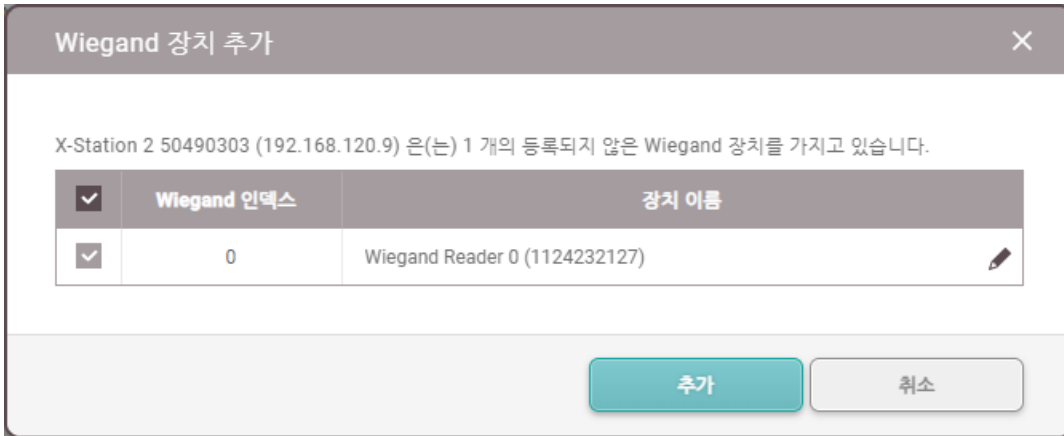 Wiegand 장치 추가
X-Station 2 50490303 (192.168.120.9) 은(는) 1 개의 등록되지 않은 Wiegand 장치를 가지고 있습니다.
Wiegand 인덱스 장치 이름
0 Wiegand Reader 0 (1124232127)
추가 취소